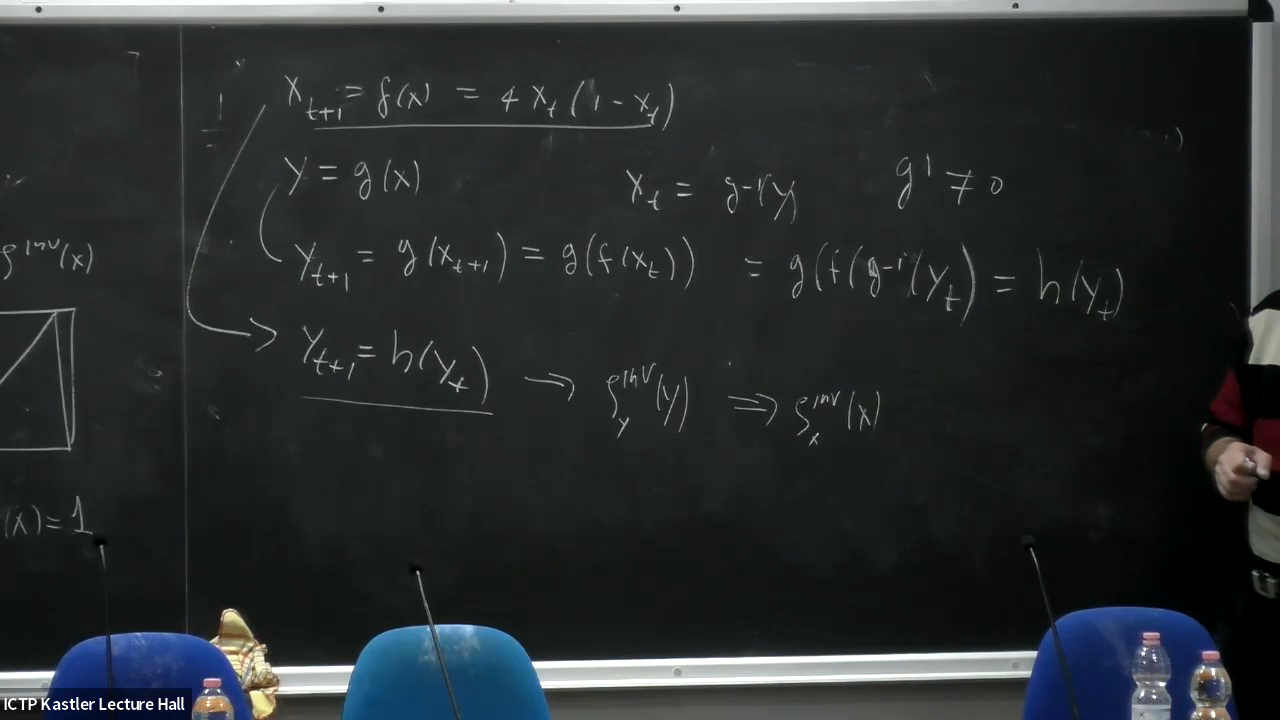 x_{t+1} = f(x) = 4 x_t (1 - x_t)
y = g(x)    x_t = g^{-1}(y)    g' ≠ 0
y_{t+1} = g(x_{t+1}) = g(f(x_t)) = g(f(g^{-1}(y_t) = h(y_t)
y_{t+1} = h(y_t) → ρ_y^{inv}(y) ⇒ ρ_x^{inv}(x)
ρ^{inv}(x)
(x) = 1
ICTP Kastler Lecture Hall